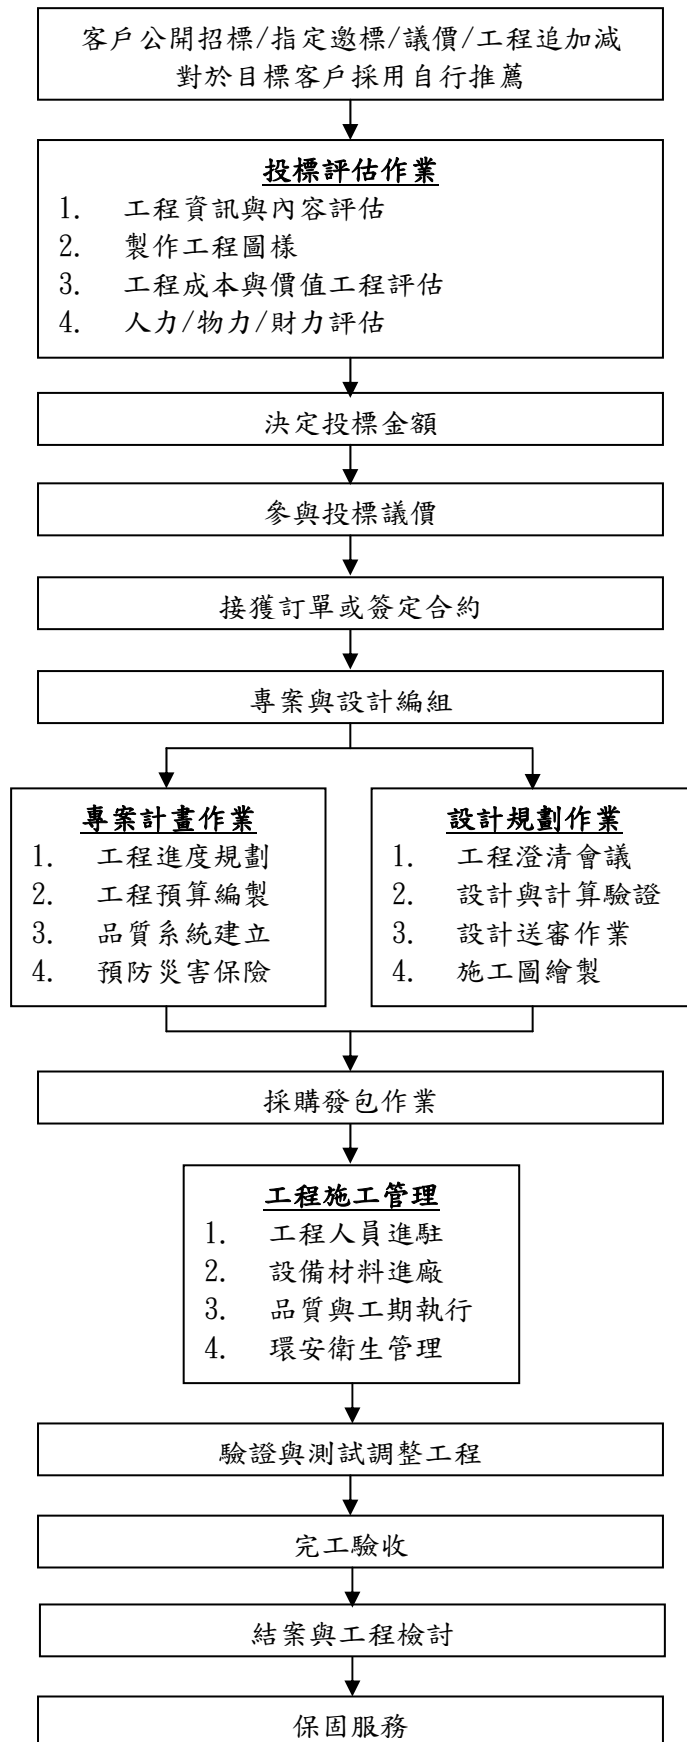 客戶公開招標/指定邀標/議價/工程追加減
對於目標客戶採用自行推薦
投標評估作業
1. 工程資訊與內容評估
2. 製作工程圖樣
3. 工程成本與價值工程評估
4. 人力/物力/財力評估
決定投標金額
參與投標議價
接獲訂單或簽定合約
專案與設計編組
專案計畫作業
1. 工程進度規劃
2. 工程預算編製
3. 品質系統建立
4. 預防災害保險
設計規劃作業
1. 工程澄清會議
2. 設計與計算驗證
3. 設計送審作業
4. 施工圖繪製
採購發包作業
工程施工管理
1. 工程人員進駐
2. 設備材料進廠
3. 品質與工期執行
4. 環安衛生管理
驗證與測試調整工程
完工驗收
結案與工程檢討
保固服務